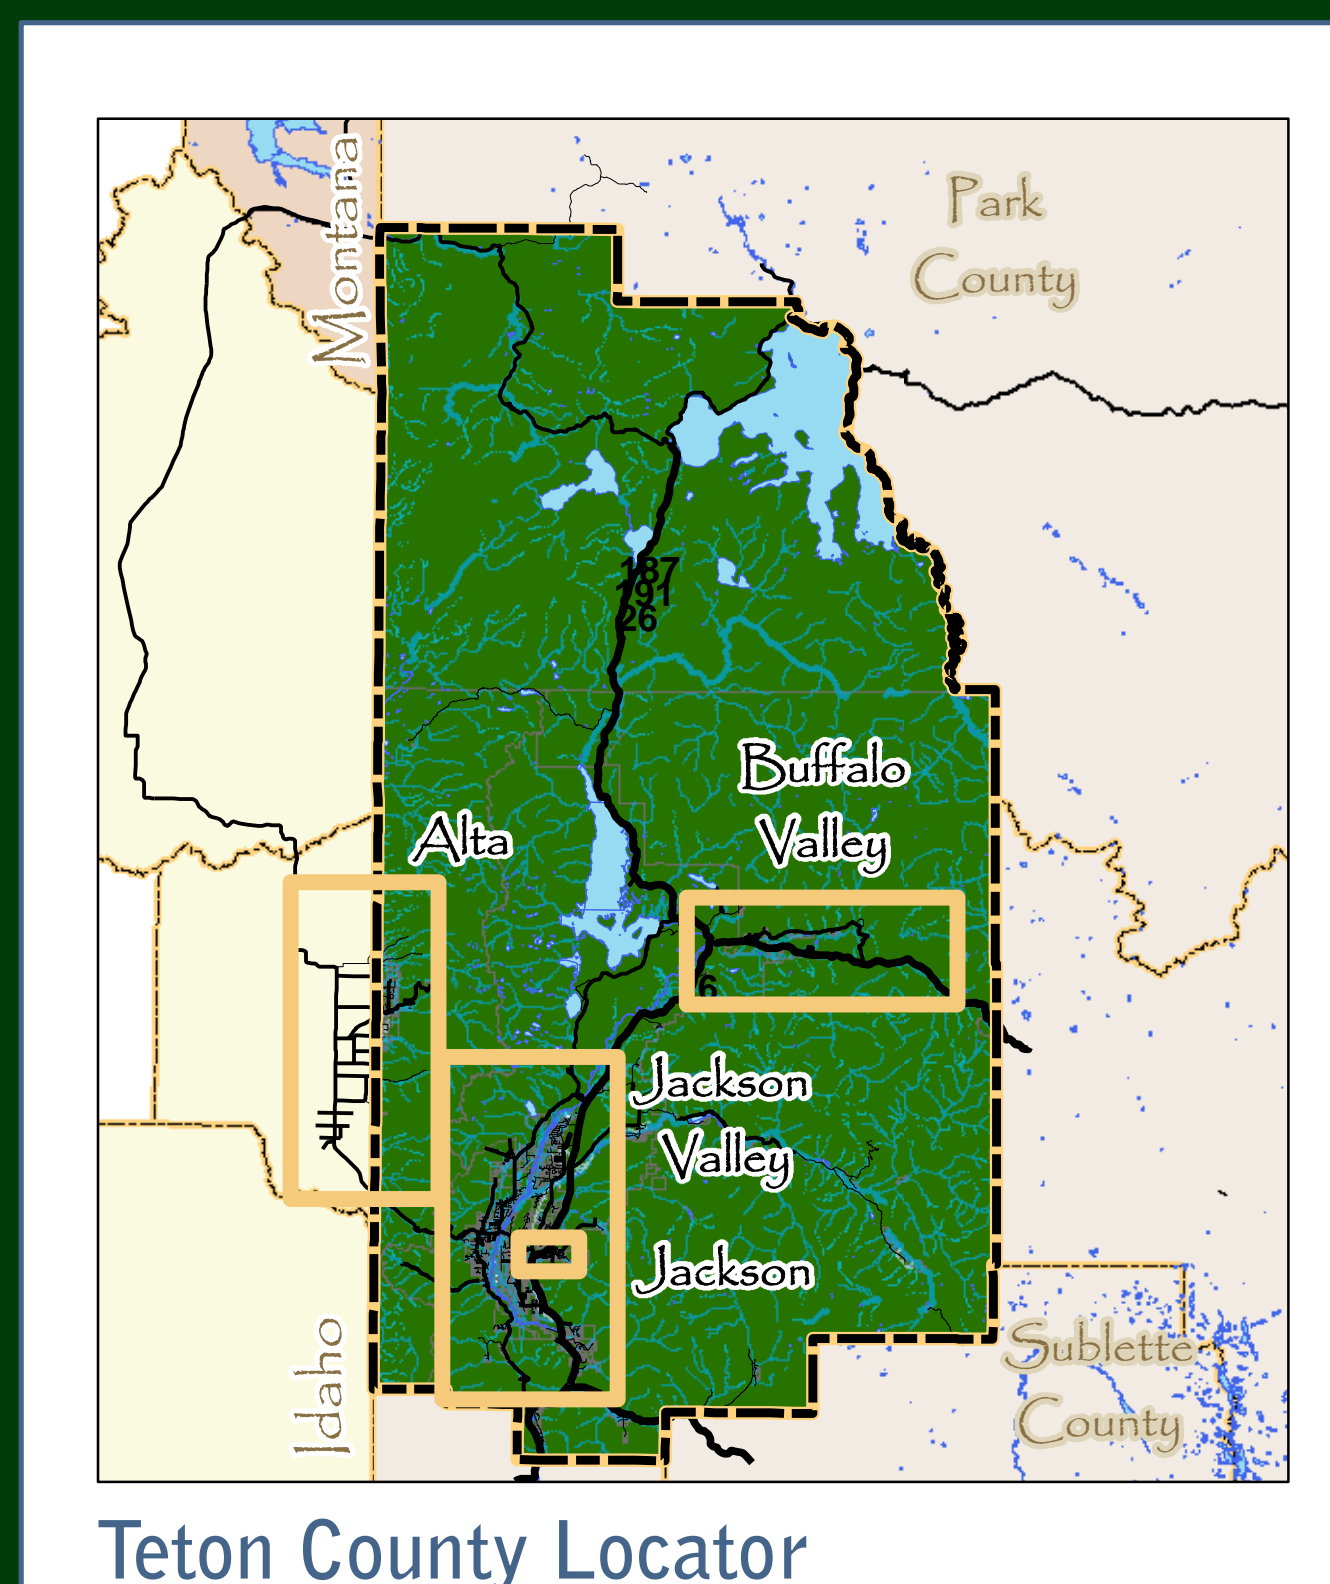 Montana
Park
County
187
191
26
Buffalo
Valley
Alta
6
Jackson
Valley
Jackson
Idaho
Sublette
County
Teton County Locator